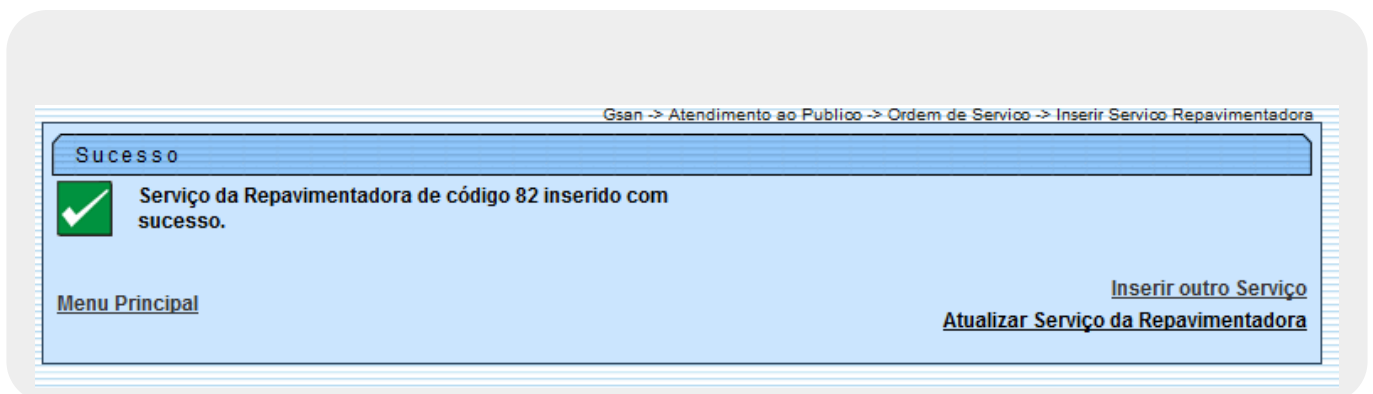 Gsan -> Atendimento ao Publico -> Ordem de Servico -> Inserir Servico Repavimentadora
Sucesso
Serviço da Repavimentadora de código 82 inserido com
sucesso.
Inserir outro Serviço
Menu Principal
Atualizar Serviço da Repavimentadora